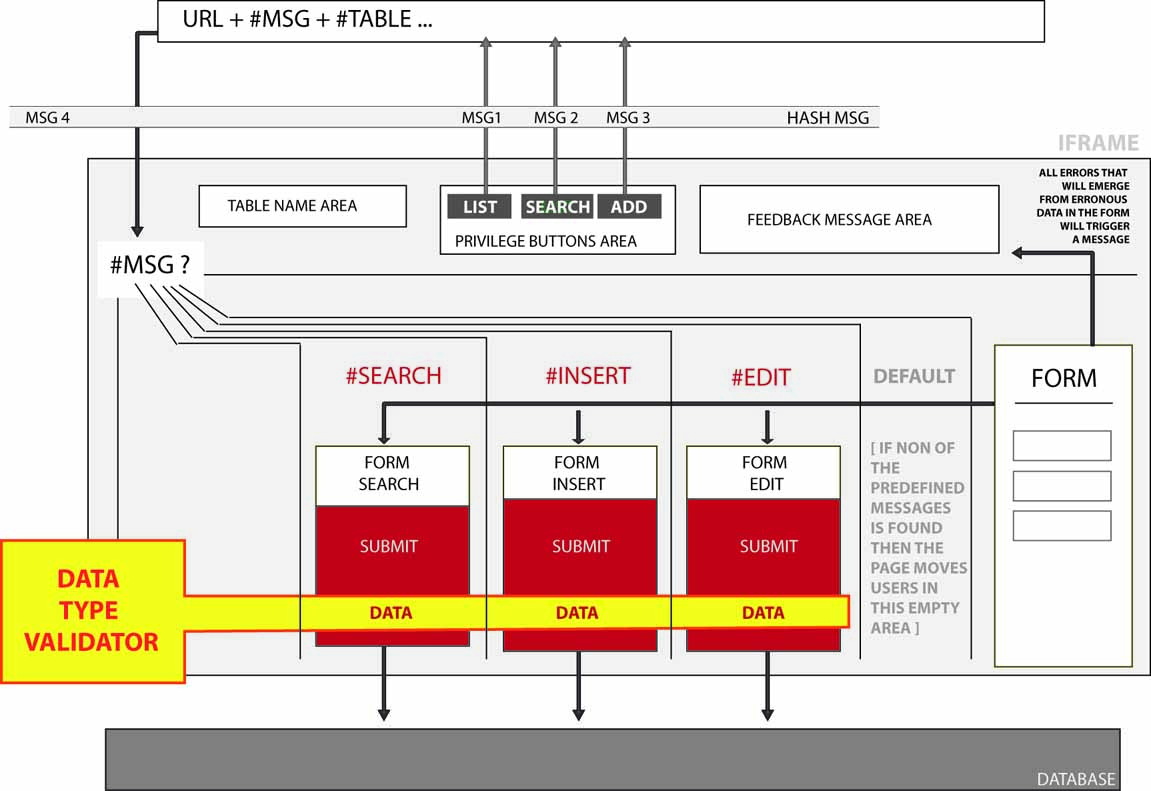 URL + #MSG + #TABLE ...
MSG 4
MSG1
MSG 2
MSG 3
HASH MSG
IFRAME
ALL ERRORS THAT
WILL EMERGE
FROM ERRONOUS
DATA IN THE FORM
WILL TRIGGER
A MESSAGE
TABLE NAME AREA
LIST
SEARCH
ADD
PRIVILEGE BUTTONS AREA
FEEDBACK MESSAGE AREA
#MSG ?
#SEARCH
#INSERT
#EDIT
DEFAULT
FORM
FORM
SEARCH
FORM
INSERT
FORM
EDIT
[ IF NON OF
THE
PREDEFINED
MESSAGES
IS FOUND
THEN THE
PAGE MOVES
USERS IN
THIS EMPTY
AREA ]
SUBMIT
SUBMIT
SUBMIT
DATA
TYPE
VALIDATOR
DATA
DATA
DATA
DATABASE